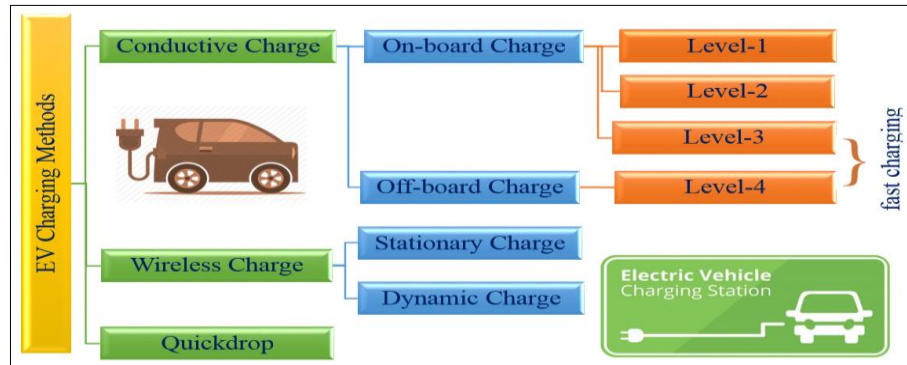 EV Charging Methods
Conductive Charge
On-board Charge
Level-1
Level-2
Level-3
fast charging
Off-board Charge
Level-4
Wireless Charge
Stationary Charge
Dynamic Charge
Quickdrop
Electric Vehicle
Charging Station